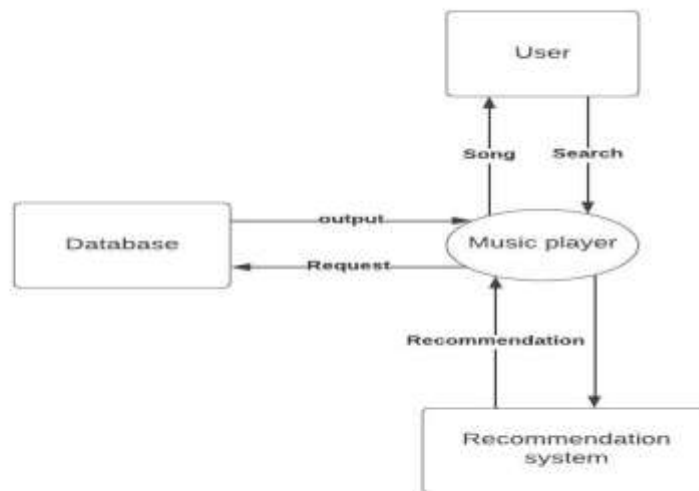 User
Song
Search
output
Database
Music player
Request
Recommendation
Recommendation
system